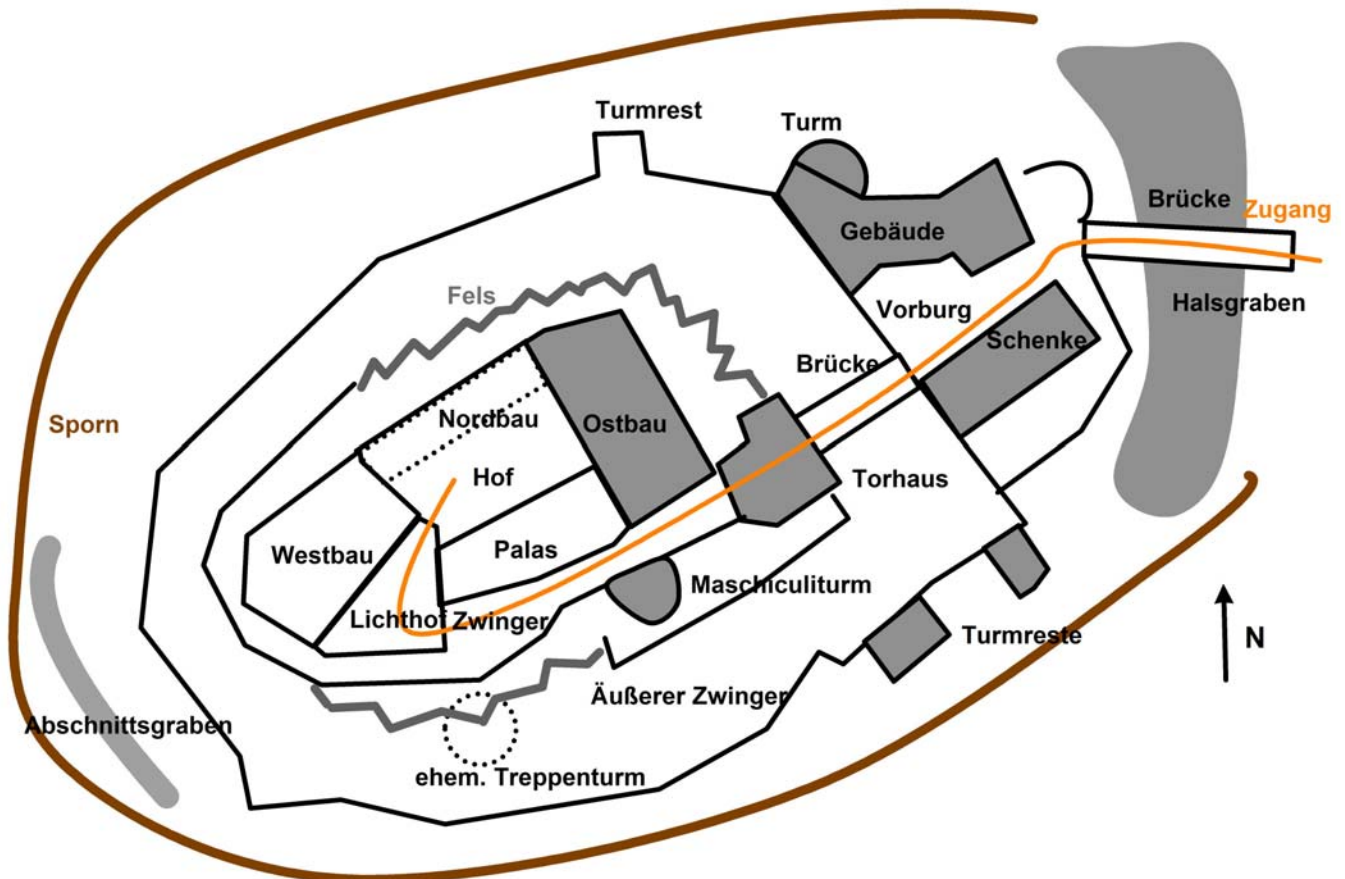 Turmrest
Turm
Brücke
Zugang
Gebäude
Fels
Vorburg
Halsgraben
Schenke
Brücke
Sporn
Nordbau
Ostbau
Hof
Torhaus
Westbau
Palas
Maschiculiturm
Lichthof
Zwinger
Turmreste
N
Äußerer Zwinger
Abschnittsgraben
ehem. Treppenturm